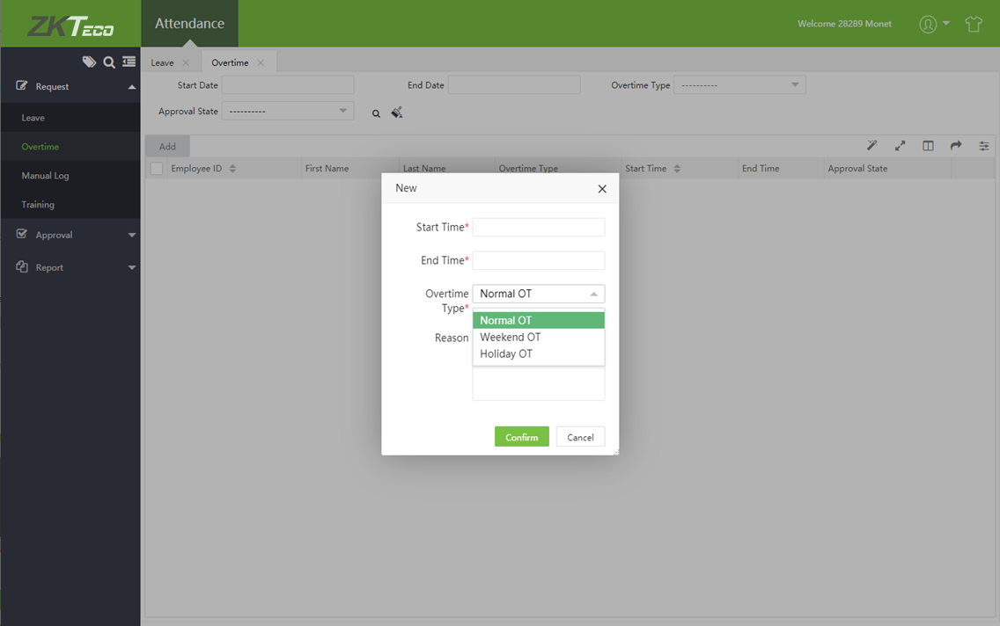 ZKTECO
Attendance
Welcome 28289 Monet
Leave
Overtime
Request
Leave
Overtime
Manual Log
Training
Approval
Report
Start Date
End Date
Overtime Type ----------
Approval State ----------
Add
Employee ID First Name Last Name Overtime Type Start Time End Time Approval State
New
Start Time*
End Time*
Overtime Type* Normal OT
Normal OT
Weekend OT
Holiday OT
Reason
Confirm Cancel